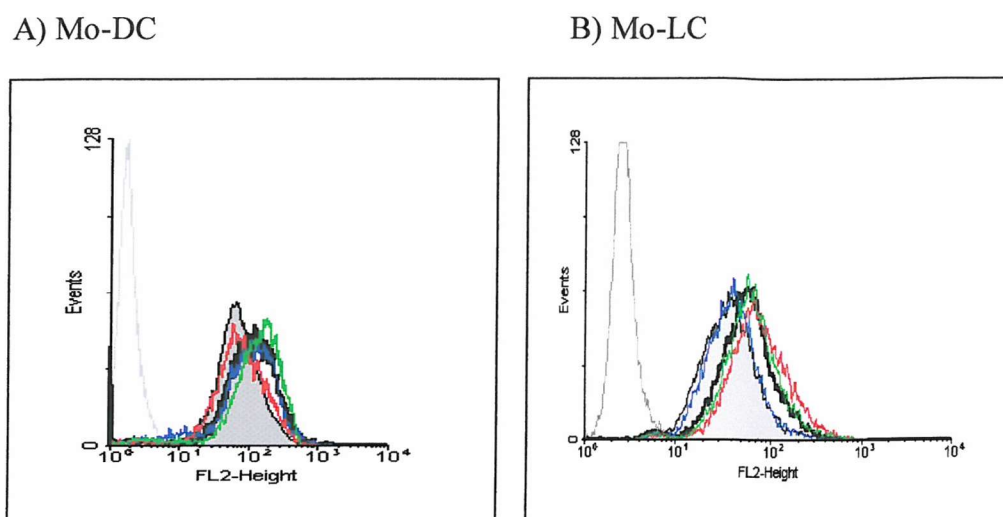 A) Mo-DC
B) Mo-LC
128
Events
0
10⁰ 10¹ 10² 10³ 10⁴
FL2-Height
128
Events
0
10⁰ 10¹ 10² 10³ 10⁴
FL2-Height